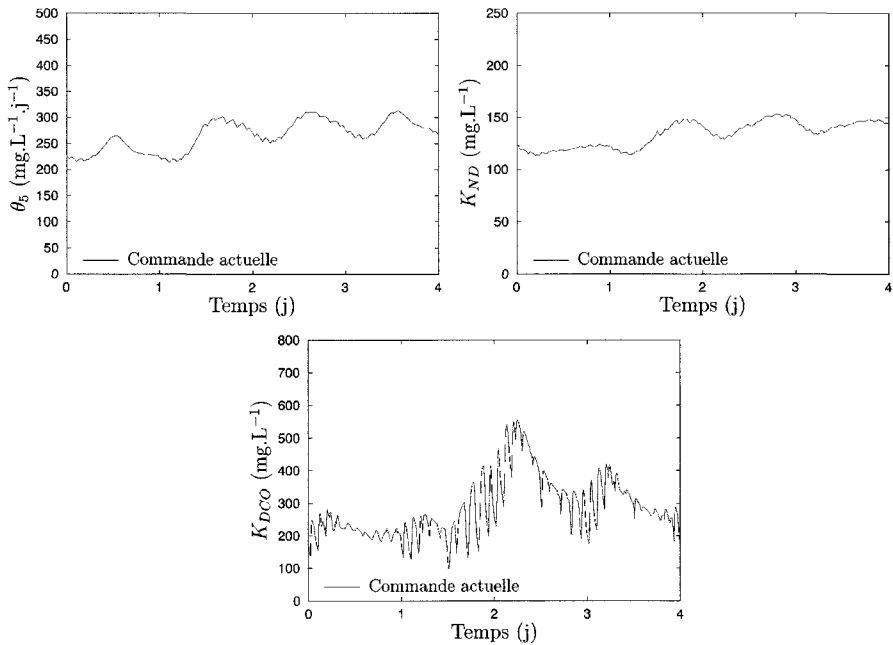 500
450
400
350
300
250
200
150
100
50
0
θ₅ (mg.L⁻¹.j⁻¹)
Commande actuelle
0 1 2 3 4
Temps (j)
250
200
150
100
50
0
K_ND (mg.L⁻¹)
Commande actuelle
0 1 2 3 4
Temps (j)
800
700
600
500
400
300
200
100
0
K_DCO (mg.L⁻¹)
Commande actuelle
0 1 2 3 4
Temps (j)